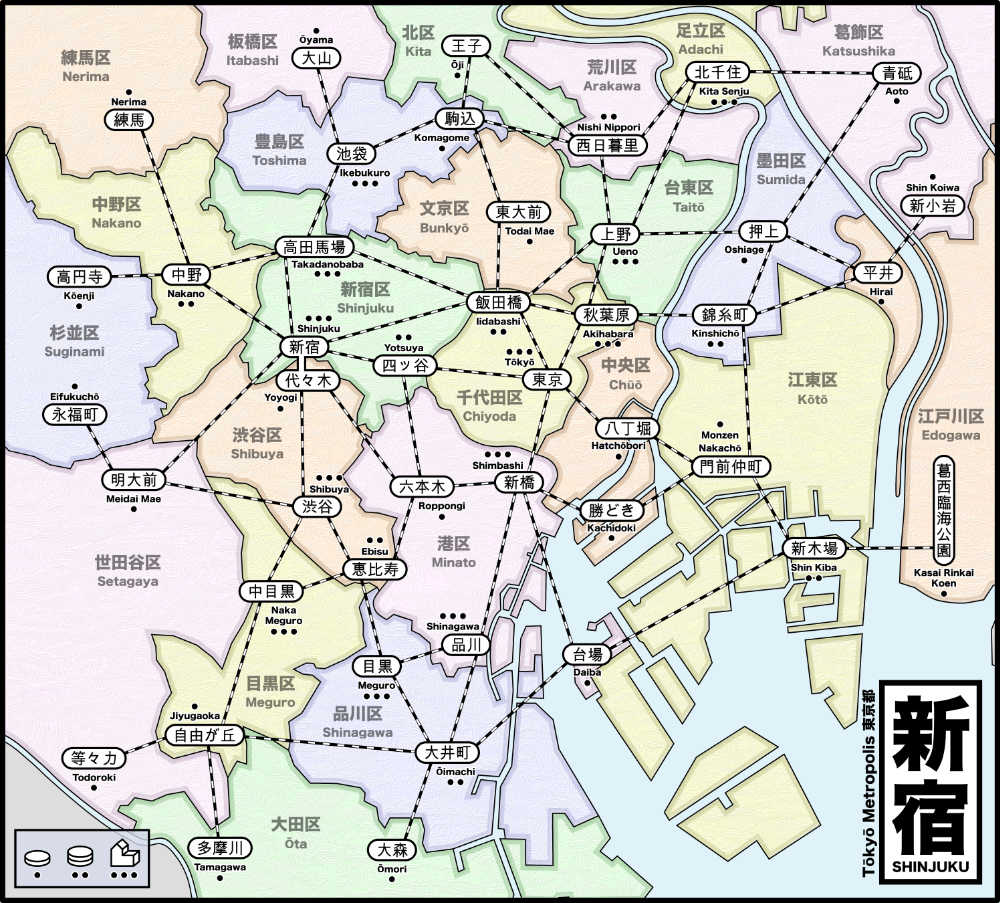 練馬区
Nerima
板橋区
Itabashi
北区
Kita
足立区
Adachi
葛飾区
Katsushika
荒川区
Arakawa
豊島区
Toshima
中野区
Nakano
文京区
Bunkyō
台東区
Taitō
墨田区
Sumida
新宿区
Shinjuku
杉並区
Suginami
千代田区
Chiyoda
中央区
Chūō
江東区
Kōtō
江戸川区
Edogawa
渋谷区
Shibuya
世田谷区
Setagaya
港区
Minato
目黒区
Meguro
品川区
Shinagawa
大田区
Ōta
Ōyama
大山
王子
Ōji
北千住
Kita Senju
青砥
Aoto
Nerima
練馬
駒込
Komagome
池袋
Ikebukuro
Nishi Nippori
西日暮里
Shin Koiwa
新小岩
東大前
Todai Mae
上野
Ueno
押上
Oshiage
高田馬場
Takadanobaba
高円寺
Kōenji
中野
Nakano
平井
Hirai
飯田橋
Iidabashi
秋葉原
Akihabara
錦糸町
Kinshichō
Shinjuku
新宿
Yotsuya
四ッ谷
Tōkyō
東京
代々木
Yoyogi
Eifukuchō
永福町
八丁堀
Hatchōbori
Monzen
Nakachō
門前仲町
明大前
Meidai Mae
Shibuya
渋谷
六本木
Roppongi
Shimbashi
新橋
勝どき
Kachidoki
葛西臨海公園
Kasai Rinkai
Koen
新木場
Shin Kiba
Ebisu
恵比寿
中目黒
Naka
Meguro
Shinagawa
品川
台場
Daiba
目黒
Meguro
Jiyugaoka
自由が丘
等々力
Todoroki
大井町
Ōimachi
多摩川
Tamagawa
大森
Ōmori
Tōkyō Metropolis 東京都
新宿
SHINJUKU